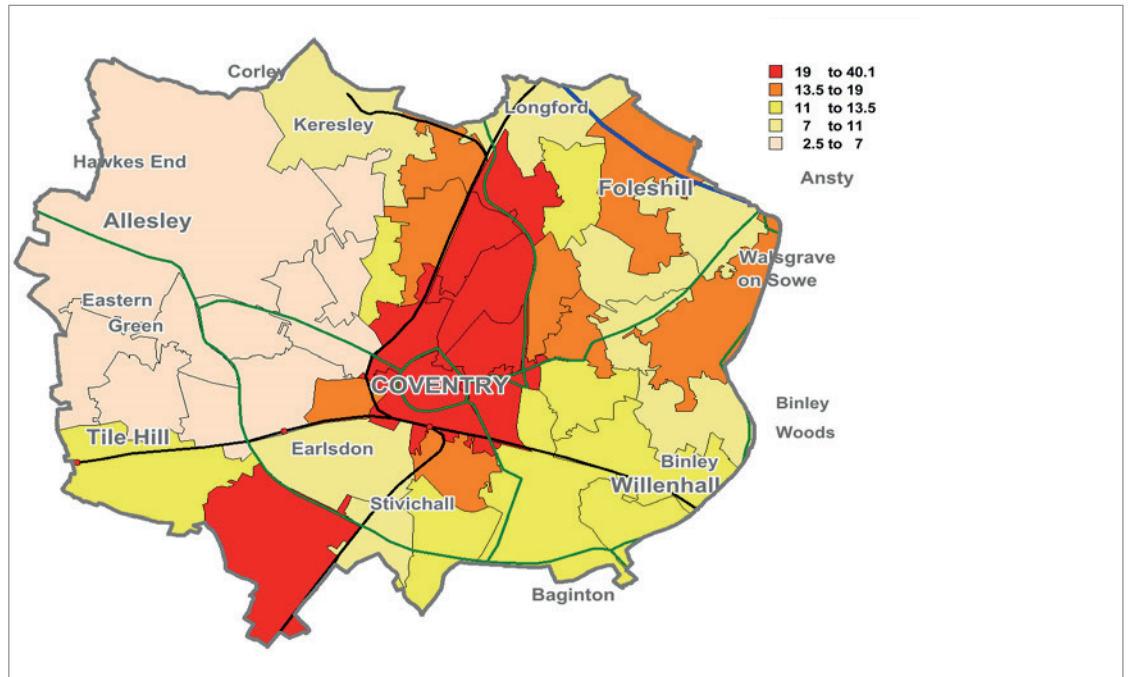 Corley
Longford
Keresley
Hawkes End
Foleshill
Allesley
Walsgrave
on Sowe
Eastern
Green
COVENTRY
Tile Hill
Earlsdon
Binley
Willenhall
Stivichall
Baginton
19 to 40.1
13.5 to 19
11 to 13.5
7 to 11
2.5 to 7
Ansty
Binley
Woods